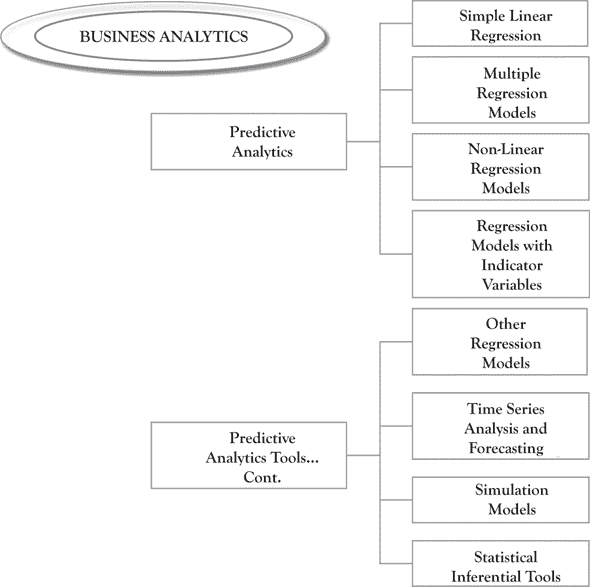 BUSINESS ANALYTICS
Simple Linear
Regression
Multiple
Regression
Models
Predictive
Analytics
Non-Linear
Regression
Models
Regression
Models with
Indicator
Variables
Other
Regression
Models
Predictive
Analytics Tools...
Cont.
Time Series
Analysis and
Forecasting
Simulation
Models
Statistical
Inferential Tools